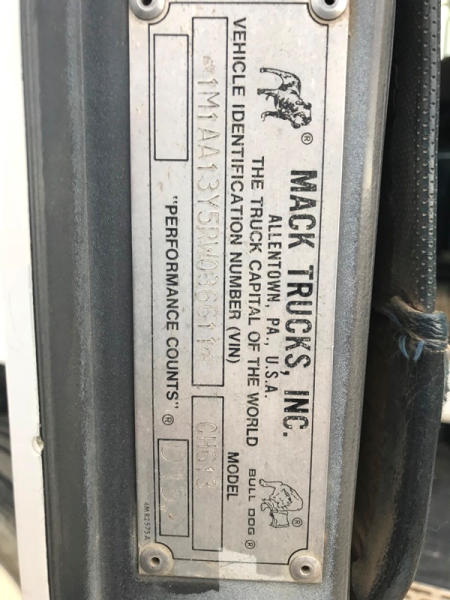 MACK TRUCKS, INC.
ALLENTOWN, PA., U.S.A.
THE TRUCK CAPITAL OF THE WORLD
BULL DOG ®
®
®
VEHICLE IDENTIFICATION NUMBER (VIN)
MODEL
CH613
"PERFORMANCE COUNTS" ®